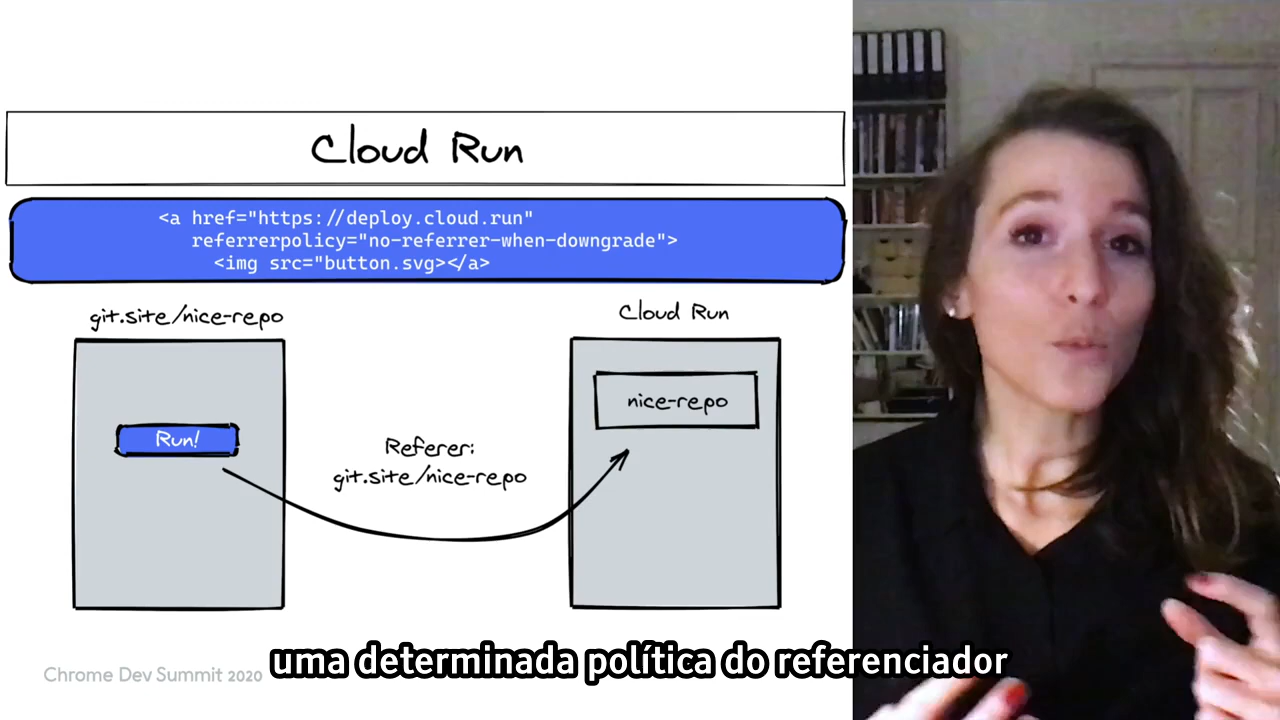 Cloud Run
<a href="https://deploy.cloud.run"
referrerpolicy="no-referrer-when-downgrade">
<img src="button.svg></a>
git.site/nice-repo
Cloud Run
Run!
nice-repo
Referer:
git.site/nice-repo
Chrome Dev Summit 2020
uma determinada política do referenciador